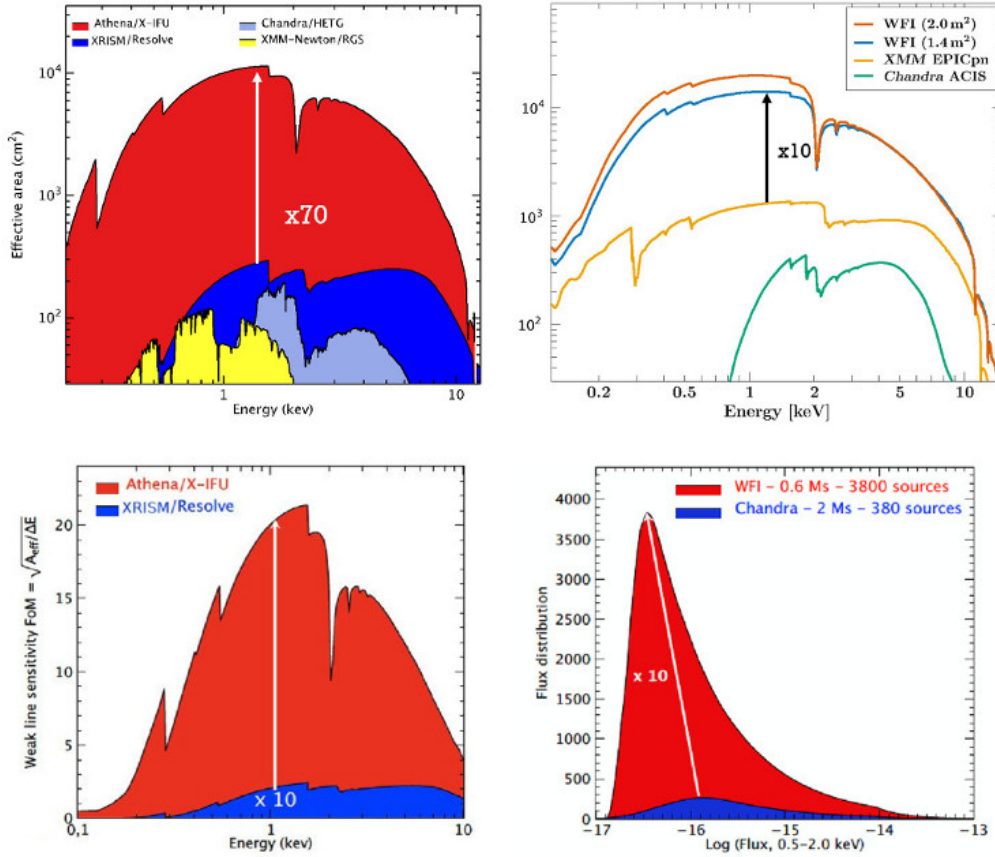 Athena/X-IFU
Chandra/HETG
XRISM/Resolve
XMM-Newton/RGS
10⁴
10³
10²
Effective area (cm²)
x70
1
10
Energy (kev)
WFI (2.0 m²)
WFI (1.4 m²)
XMM EPICpn
Chandra ACIS
10⁴
10³
10²
x10
0.2
0.5
1
2
5
10
Energy [keV]
Athena/X-IFU
XRISM/Resolve
20
15
10
5
0
Weak line sensitivity FoM = √A_eff/ΔE
x 10
0,1
1
10
Energy (kev)
WFI - 0.6 Ms - 3800 sources
Chandra - 2 Ms - 380 sources
4000
3500
3000
2500
2000
1500
1000
500
0
Flux distribution
x 10
-17
-16
-15
-14
-13
Log (Flux, 0.5-2.0 keV)